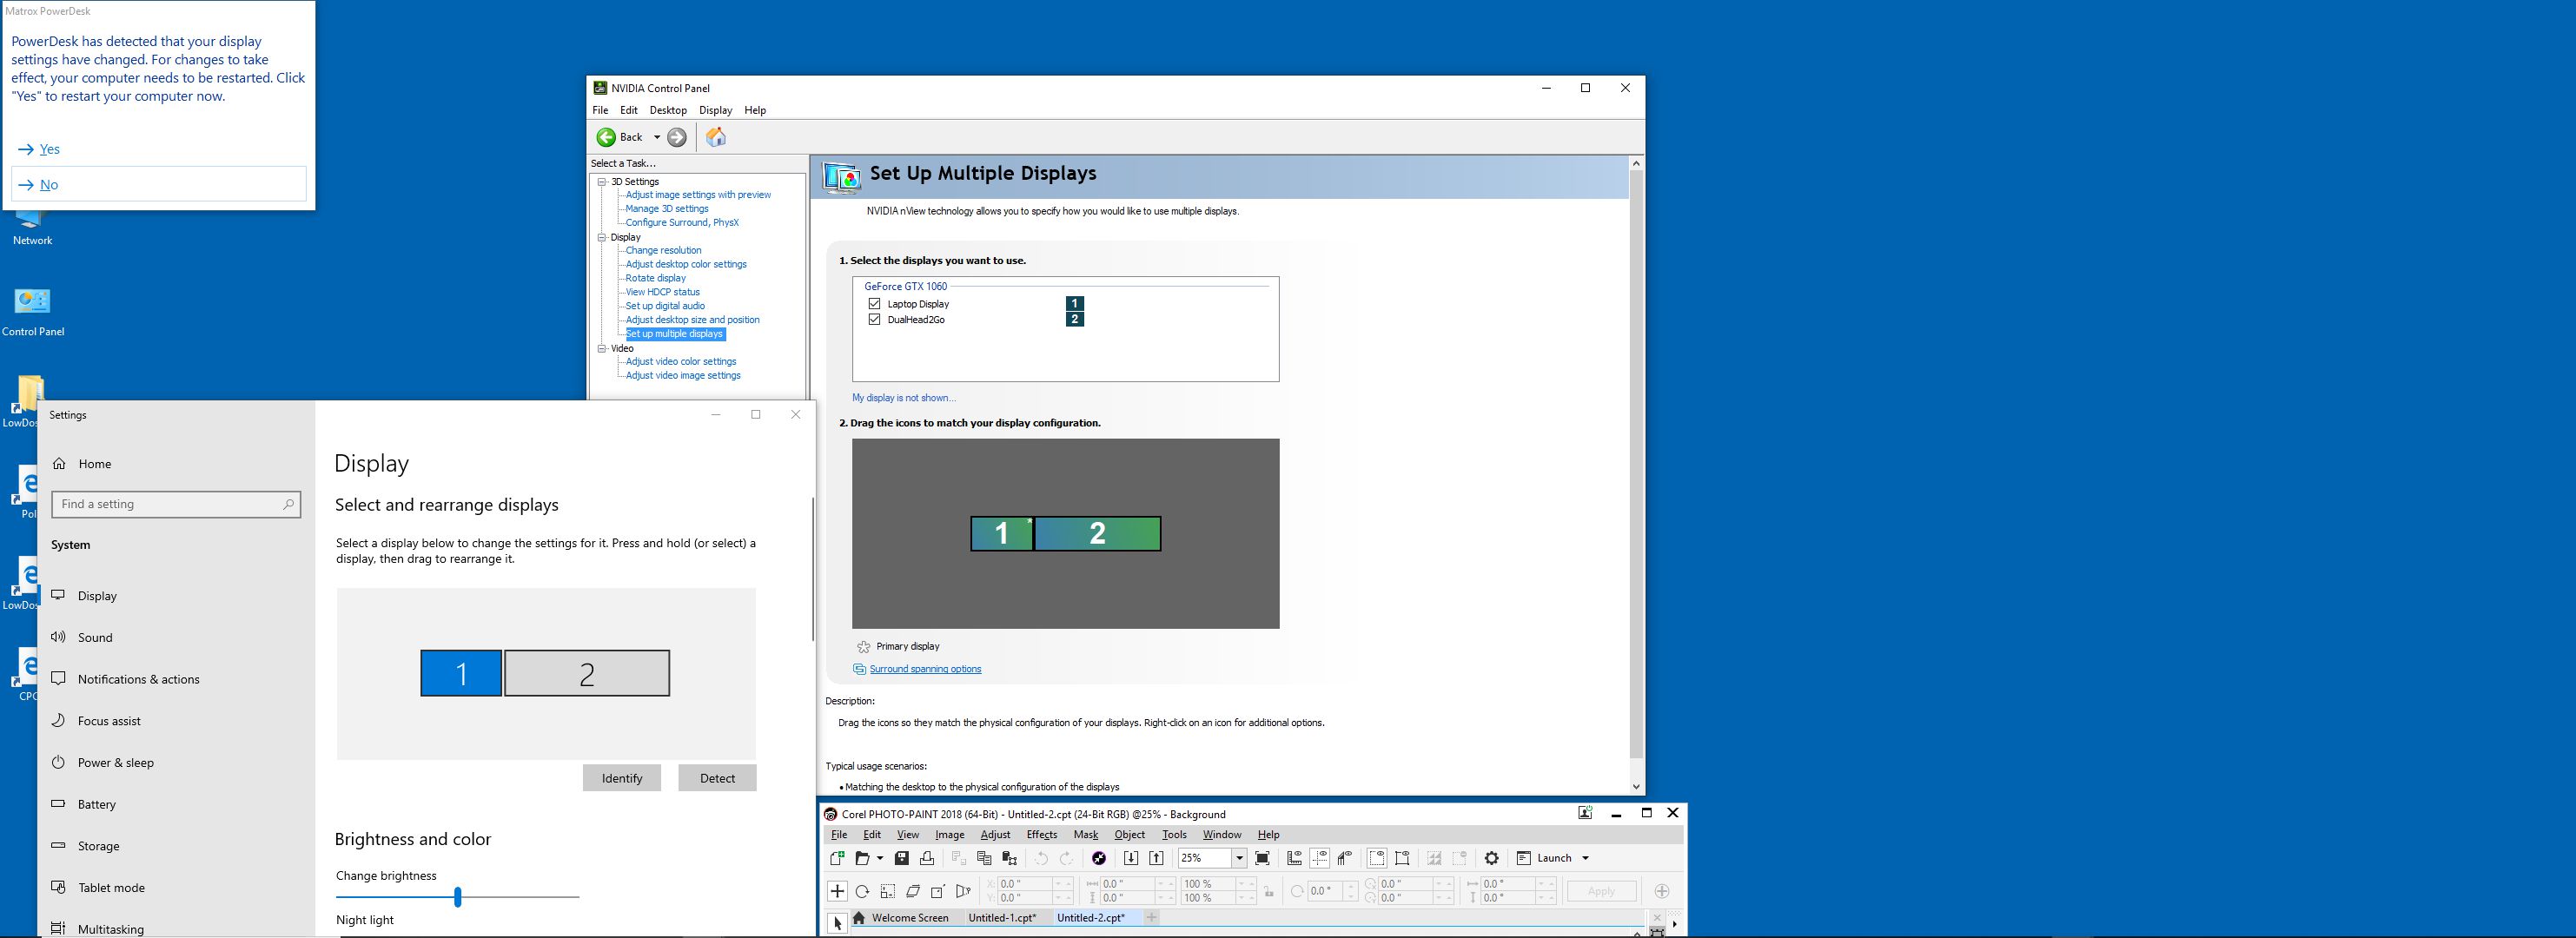 Matrox PowerDesk
PowerDesk has detected that your display
settings have changed. For changes to take
effect, your computer needs to be restarted. Click
"Yes" to restart your computer now.
Yes
No
Network
Control Panel
LowDos
Pol
LowDos
CPC
Settings
Home
Find a setting
System
Display
Sound
Notifications & actions
Focus assist
Power & sleep
Battery
Storage
Tablet mode
Multitasking
Display
Select and rearrange displays
Select a display below to change the settings for it. Press and hold (or select) a
display, then drag to rearrange it.
1 2
Identify Detect
Brightness and color
Change brightness
Night light
NVIDIA Control Panel
File Edit Desktop Display Help
Back
Select a Task...
3D Settings
Adjust image settings with preview
Manage 3D settings
Configure Surround, PhysX
Display
Change resolution
Adjust desktop color settings
Rotate display
View HDCP status
Set up digital audio
Adjust desktop size and position
Set up multiple displays
Video
Adjust video color settings
Adjust video image settings
Set Up Multiple Displays
NVIDIA nView technology allows you to specify how you would like to use multiple displays.
1. Select the displays you want to use.
GeForce GTX 1060
Laptop Display 1
DualHead2Go 2
My display is not shown...
2. Drag the icons to match your display configuration.
1* 2
Primary display
Surround spanning options
Description:
Drag the icons so they match the physical configuration of your displays. Right-click on an icon for additional options.
Typical usage scenarios:
• Matching the desktop to the physical configuration of the displays
Corel PHOTO-PAINT 2018 (64-Bit) - Untitled-2.cpt (24-Bit RGB) @25% - Background
File Edit View Image Adjust Effects Mask Object Tools Window Help
25% Launch
X: 0.0 " 0.0 " 100 % 0.0 ° 0.0 " 0.0 " Apply
Y: 0.0 " 0.0 " 100 % 0.0 " 0.0 "
Welcome Screen Untitled-1.cpt* Untitled-2.cpt*